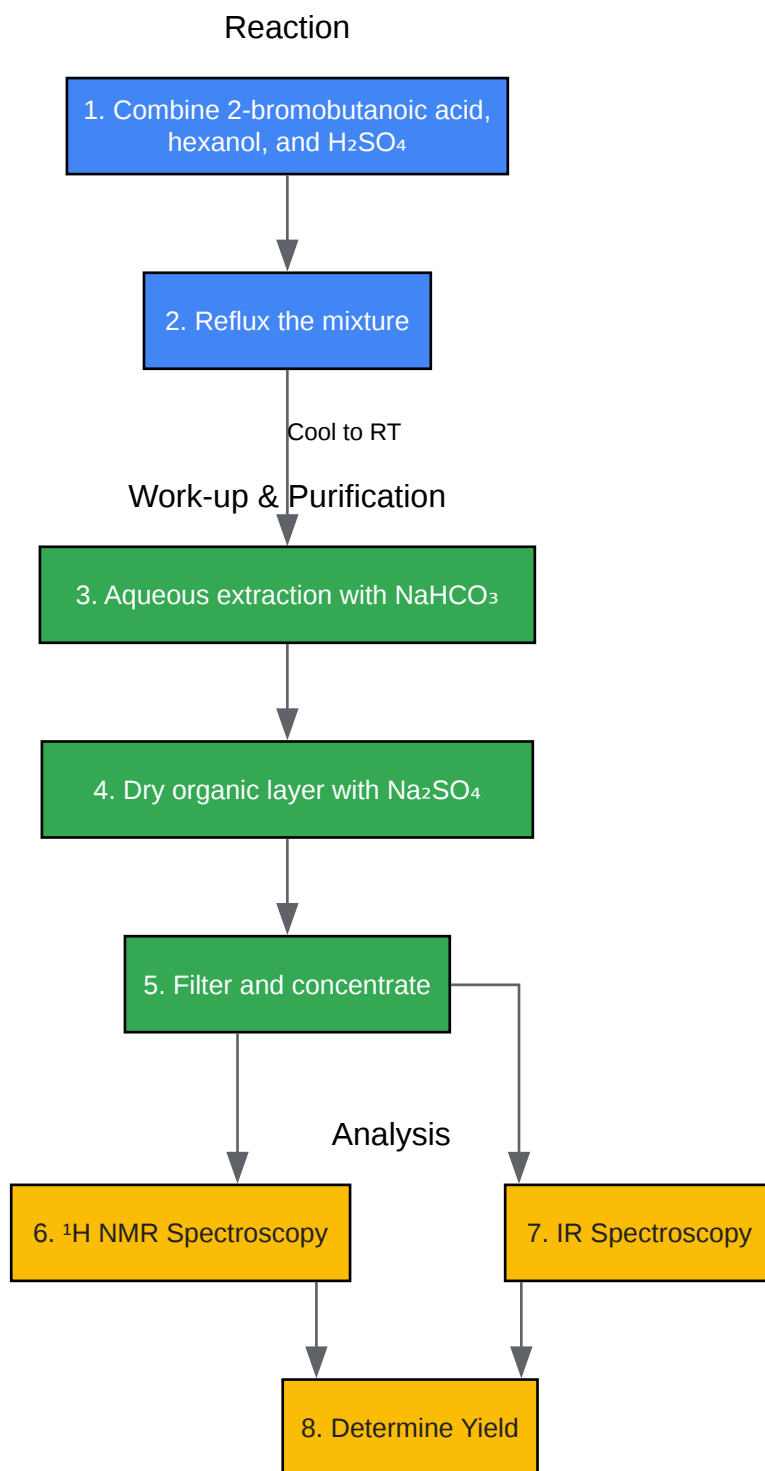 Reaction
1. Combine 2-bromobutanoic acid,
hexanol, and H₂SO₄
2. Reflux the mixture
Cool to RT
Work-up & Purification
3. Aqueous extraction with NaHCO₃
4. Dry organic layer with Na₂SO₄
5. Filter and concentrate
Analysis
6. ¹H NMR Spectroscopy
7. IR Spectroscopy
8. Determine Yield